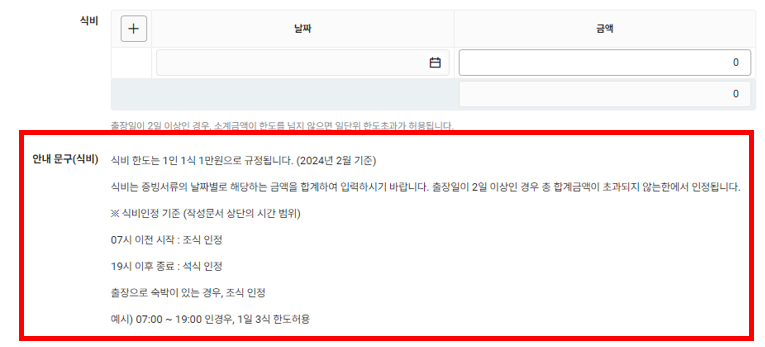 식비
날짜 금액
0
0
출장일이 2일 이상인 경우, 소계금액이 한도를 넘지 않으면 일단위 한도초과가 허용됩니다.
안내 문구(식비) 식비 한도는 1인 1식 1만원으로 규정됩니다. (2024년 2월 기준)
식비는 증빙서류의 날짜별로 해당하는 금액을 합계하여 입력하시기 바랍니다. 출장일이 2일 이상인 경우 총 합계금액이 초과되지 않는한에서 인정됩니다.
※ 식비인정 기준 (작성문서 상단의 시간 범위)
07시 이전 시작 : 조식 인정
19시 이후 종료 : 석식 인정
출장으로 숙박이 있는 경우, 조식 인정
예시) 07:00 ~ 19:00 인경우, 1일 3식 한도허용